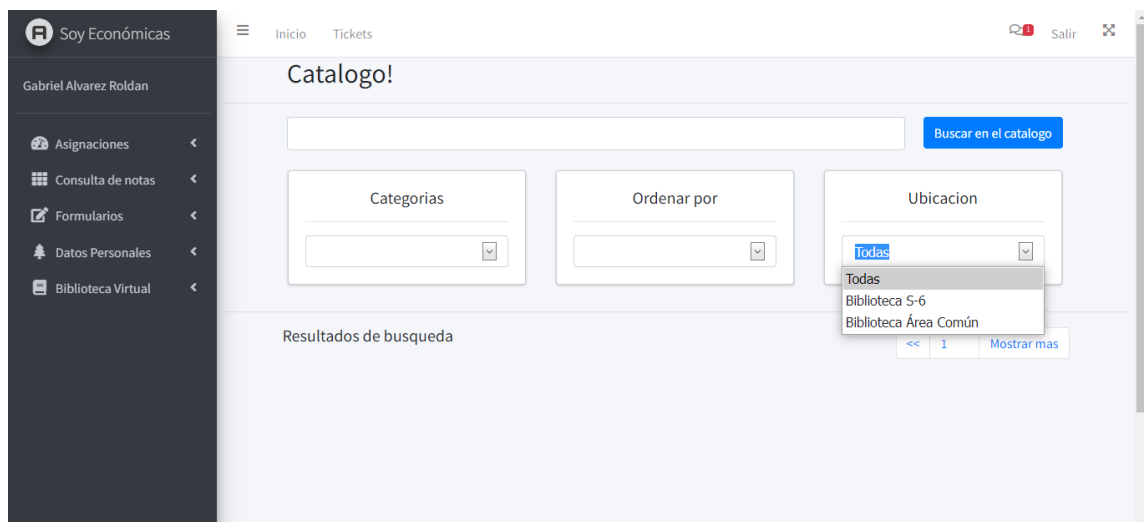 Soy Económicas
Inicio Tickets
1 Salir
Gabriel Alvarez Roldan
Asignaciones
Consulta de notas
Formularios
Datos Personales
Biblioteca Virtual
Catalogo!
Buscar en el catalogo
Categorias
Ordenar por
Ubicacion
Todas
Todas
Biblioteca S-6
Biblioteca Área Común
Resultados de busqueda
<< 1 Mostrar mas